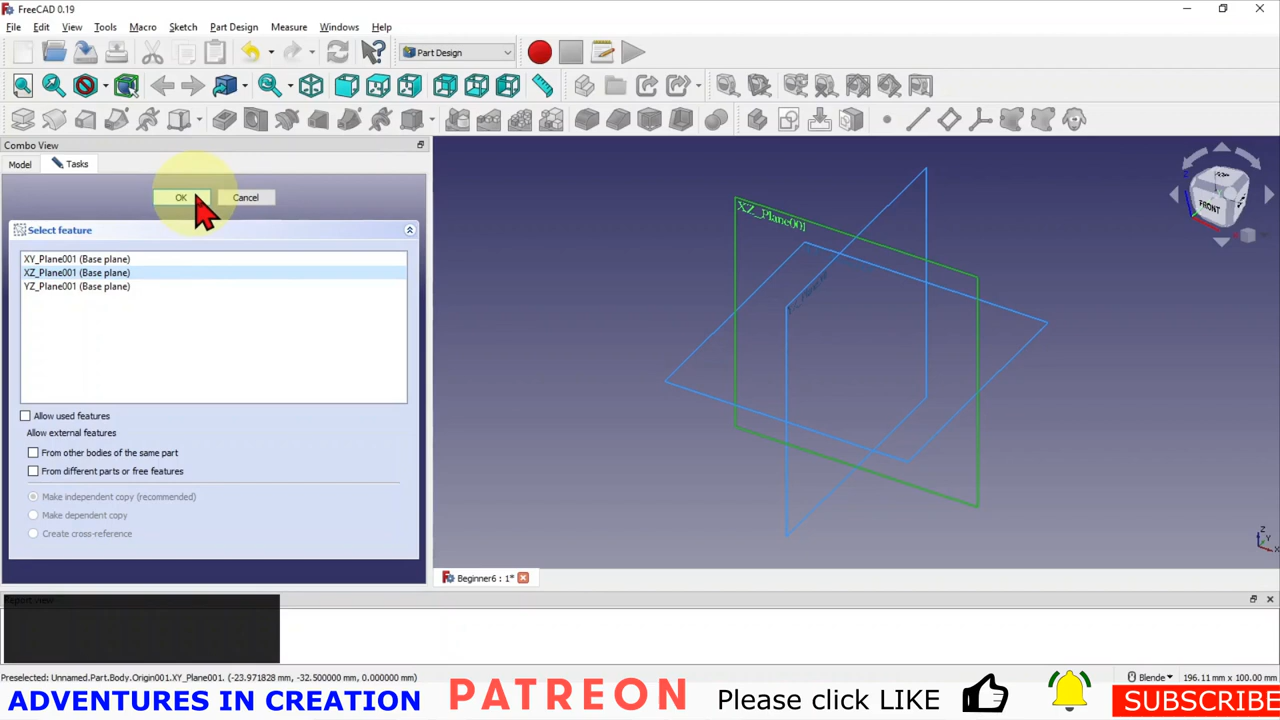 FreeCAD 0.19
File Edit View Tools Macro Sketch Part Design Measure Windows Help
Part Design
Combo View
Model Tasks
OK Cancel
Select feature
XY_Plane001 (Base plane)
XZ_Plane001 (Base plane)
YZ_Plane001 (Base plane)
Allow used features
Allow external features
From other bodies of the same part
From different parts or free features
Make independent copy (recommended)
Make dependent copy
Create cross-reference
XZ_Plane001
FRONT
Z
Y
X
Beginner6 : 1*
Preselected: Unnamed.Part.Body.Origin001.XY_Plane001. (-23.971828 mm, -32.500000 mm, 0.000000 mm)
Blende 196.11 mm x 100.00 mm
ADVENTURES IN CREATION PATREON Please click LIKE SUBSCRIBE